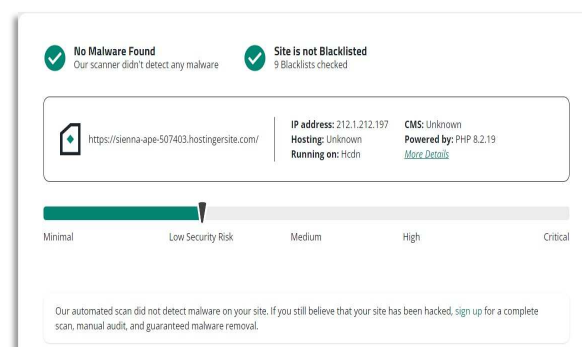 No Malware Found
Our scanner didn't detect any malware
Site is not Blacklisted
9 Blacklists checked
https://sienna-ape-507403.hostingersite.com/
IP address: 212.1.212.197
Hosting: Unknown
Running on: Hcdn
CMS: Unknown
Powered by: PHP 8.2.19
More Details
Minimal
Low Security Risk
Medium
High
Critical
Our automated scan did not detect malware on your site. If you still believe that your site has been hacked, sign up for a complete
scan, manual audit, and guaranteed malware removal.